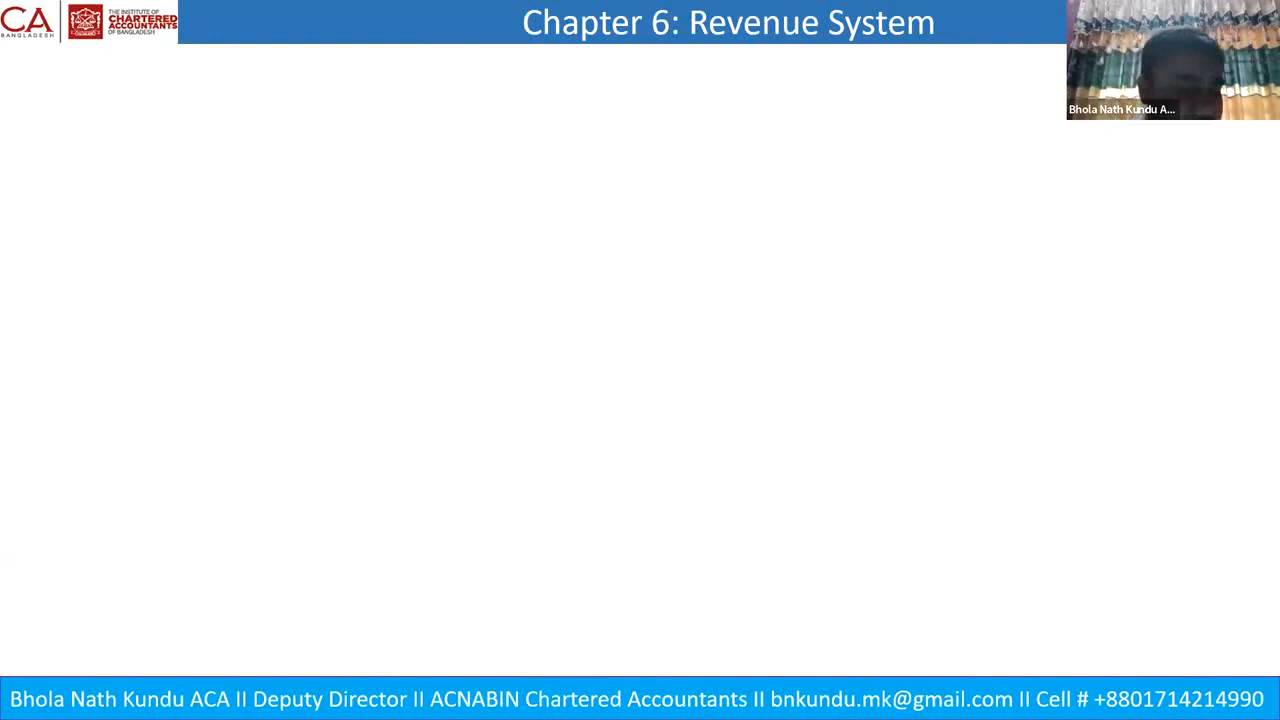 CA
BANGLADESH
THE INSTITUTE OF
CHARTERED
ACCOUNTANTS
OF BANGLADESH
Chapter 6: Revenue System
Bhola Nath Kundu A...
Bhola Nath Kundu ACA II Deputy Director II ACNABIN Chartered Accountants II bnkundu.mk@gmail.com II Cell # +8801714214990